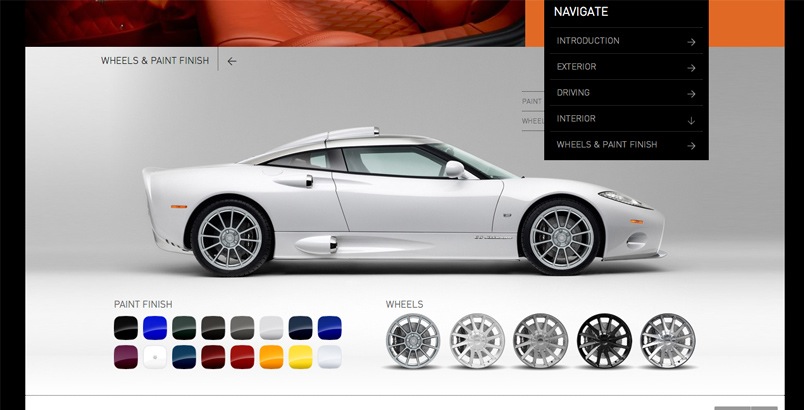 NAVIGATE
INTRODUCTION
EXTERIOR
DRIVING
INTERIOR
WHEELS & PAINT FINISH
WHEELS & PAINT FINISH
PAINT
WHEEL
PAINT FINISH
WHEELS